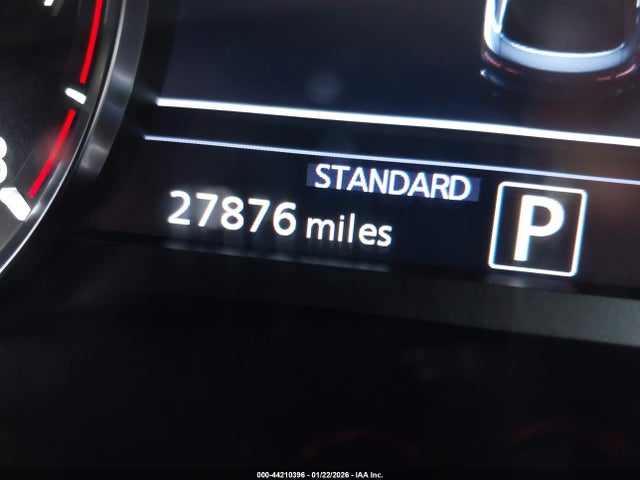 STANDARD
27876 miles
P
000-44210396 - 01/22/2026 - IAA Inc.